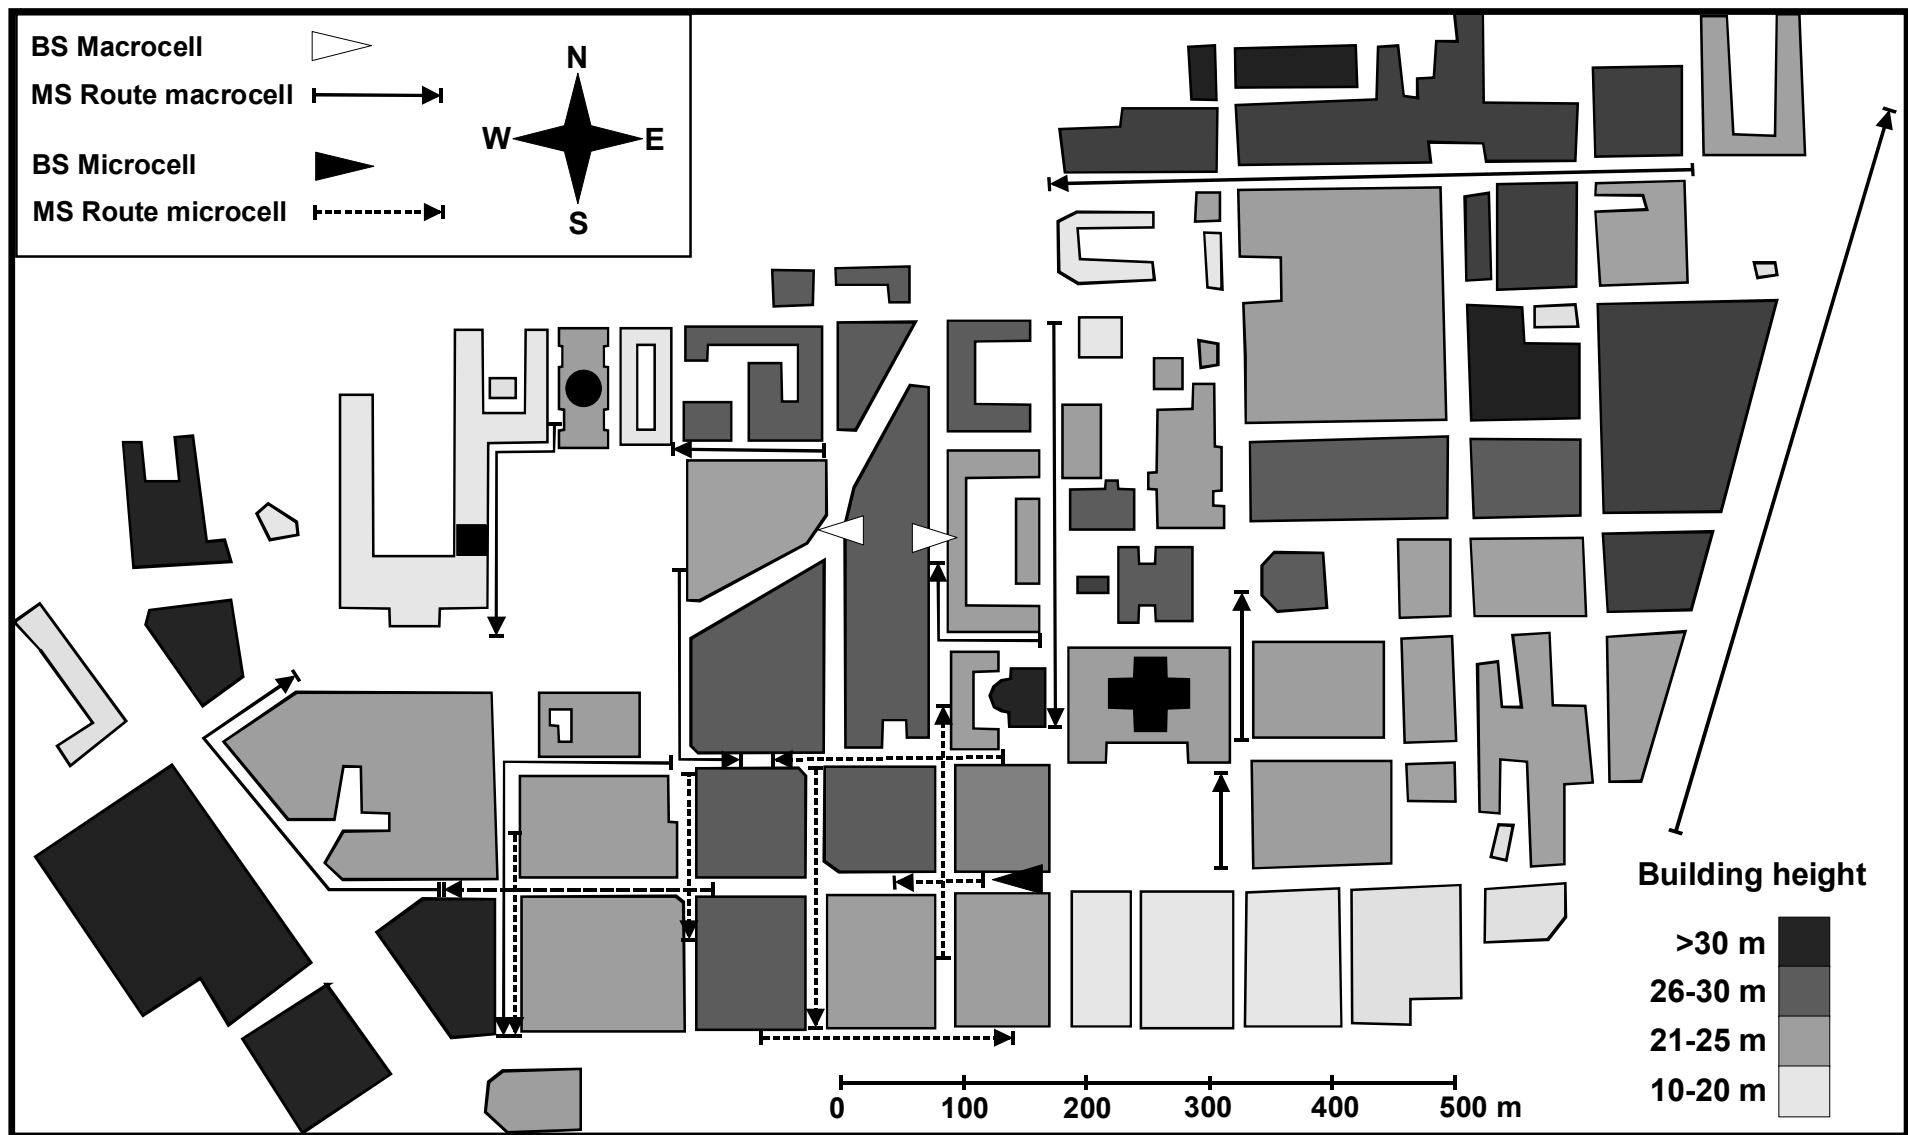 BS Macrocell
MS Route macrocell
BS Microcell
MS Route microcell
N
W E
S
Building height
>30 m
26-30 m
21-25 m
10-20 m
0 100 200 300 400 500 m